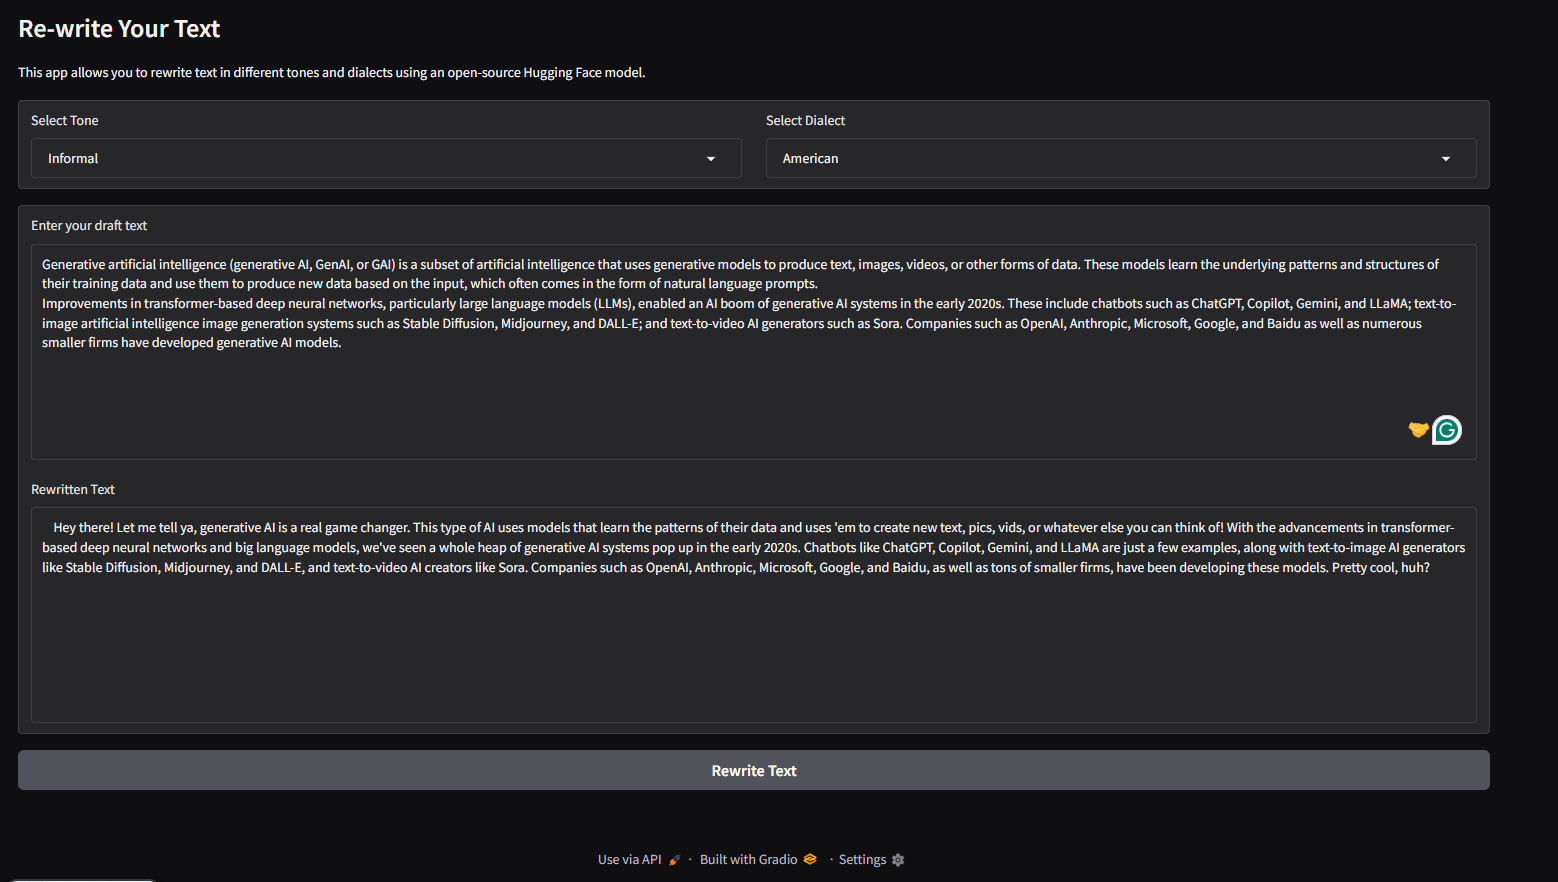 Re-write Your Text
This app allows you to rewrite text in different tones and dialects using an open-source Hugging Face model.
Select Tone
Select Dialect
Informal
American
Enter your draft text
Generative artificial intelligence (generative AI, GenAI, or GAI) is a subset of artificial intelligence that uses generative models to produce text, images, videos, or other forms of data. These models learn the underlying patterns and structures of
their training data and use them to produce new data based on the input, which often comes in the form of natural language prompts.
Improvements in transformer-based deep neural networks, particularly large language models (LLMs), enabled an AI boom of generative AI systems in the early 2020s. These include chatbots such as ChatGPT, Copilot, Gemini, and LLaMA; text-to-
image artificial intelligence image generation systems such as Stable Diffusion, Midjourney, and DALL-E; and text-to-video AI generators such as Sora. Companies such as OpenAI, Anthropic, Microsoft, Google, and Baidu as well as numerous
smaller firms have developed generative AI models.
Rewritten Text
Hey there! Let me tell ya, generative AI is a real game changer. This type of AI uses models that learn the patterns of their data and uses 'em to create new text, pics, vids, or whatever else you can think of! With the advancements in transformer-
based deep neural networks and big language models, we've seen a whole heap of generative AI systems pop up in the early 2020s. Chatbots like ChatGPT, Copilot, Gemini, and LLaMA are just a few examples, along with text-to-image AI generators
like Stable Diffusion, Midjourney, and DALL-E, and text-to-video AI creators like Sora. Companies such as OpenAI, Anthropic, Microsoft, Google, and Baidu, as well as tons of smaller firms, have been developing these models. Pretty cool, huh?
Rewrite Text
Use via API · Built with Gradio · Settings